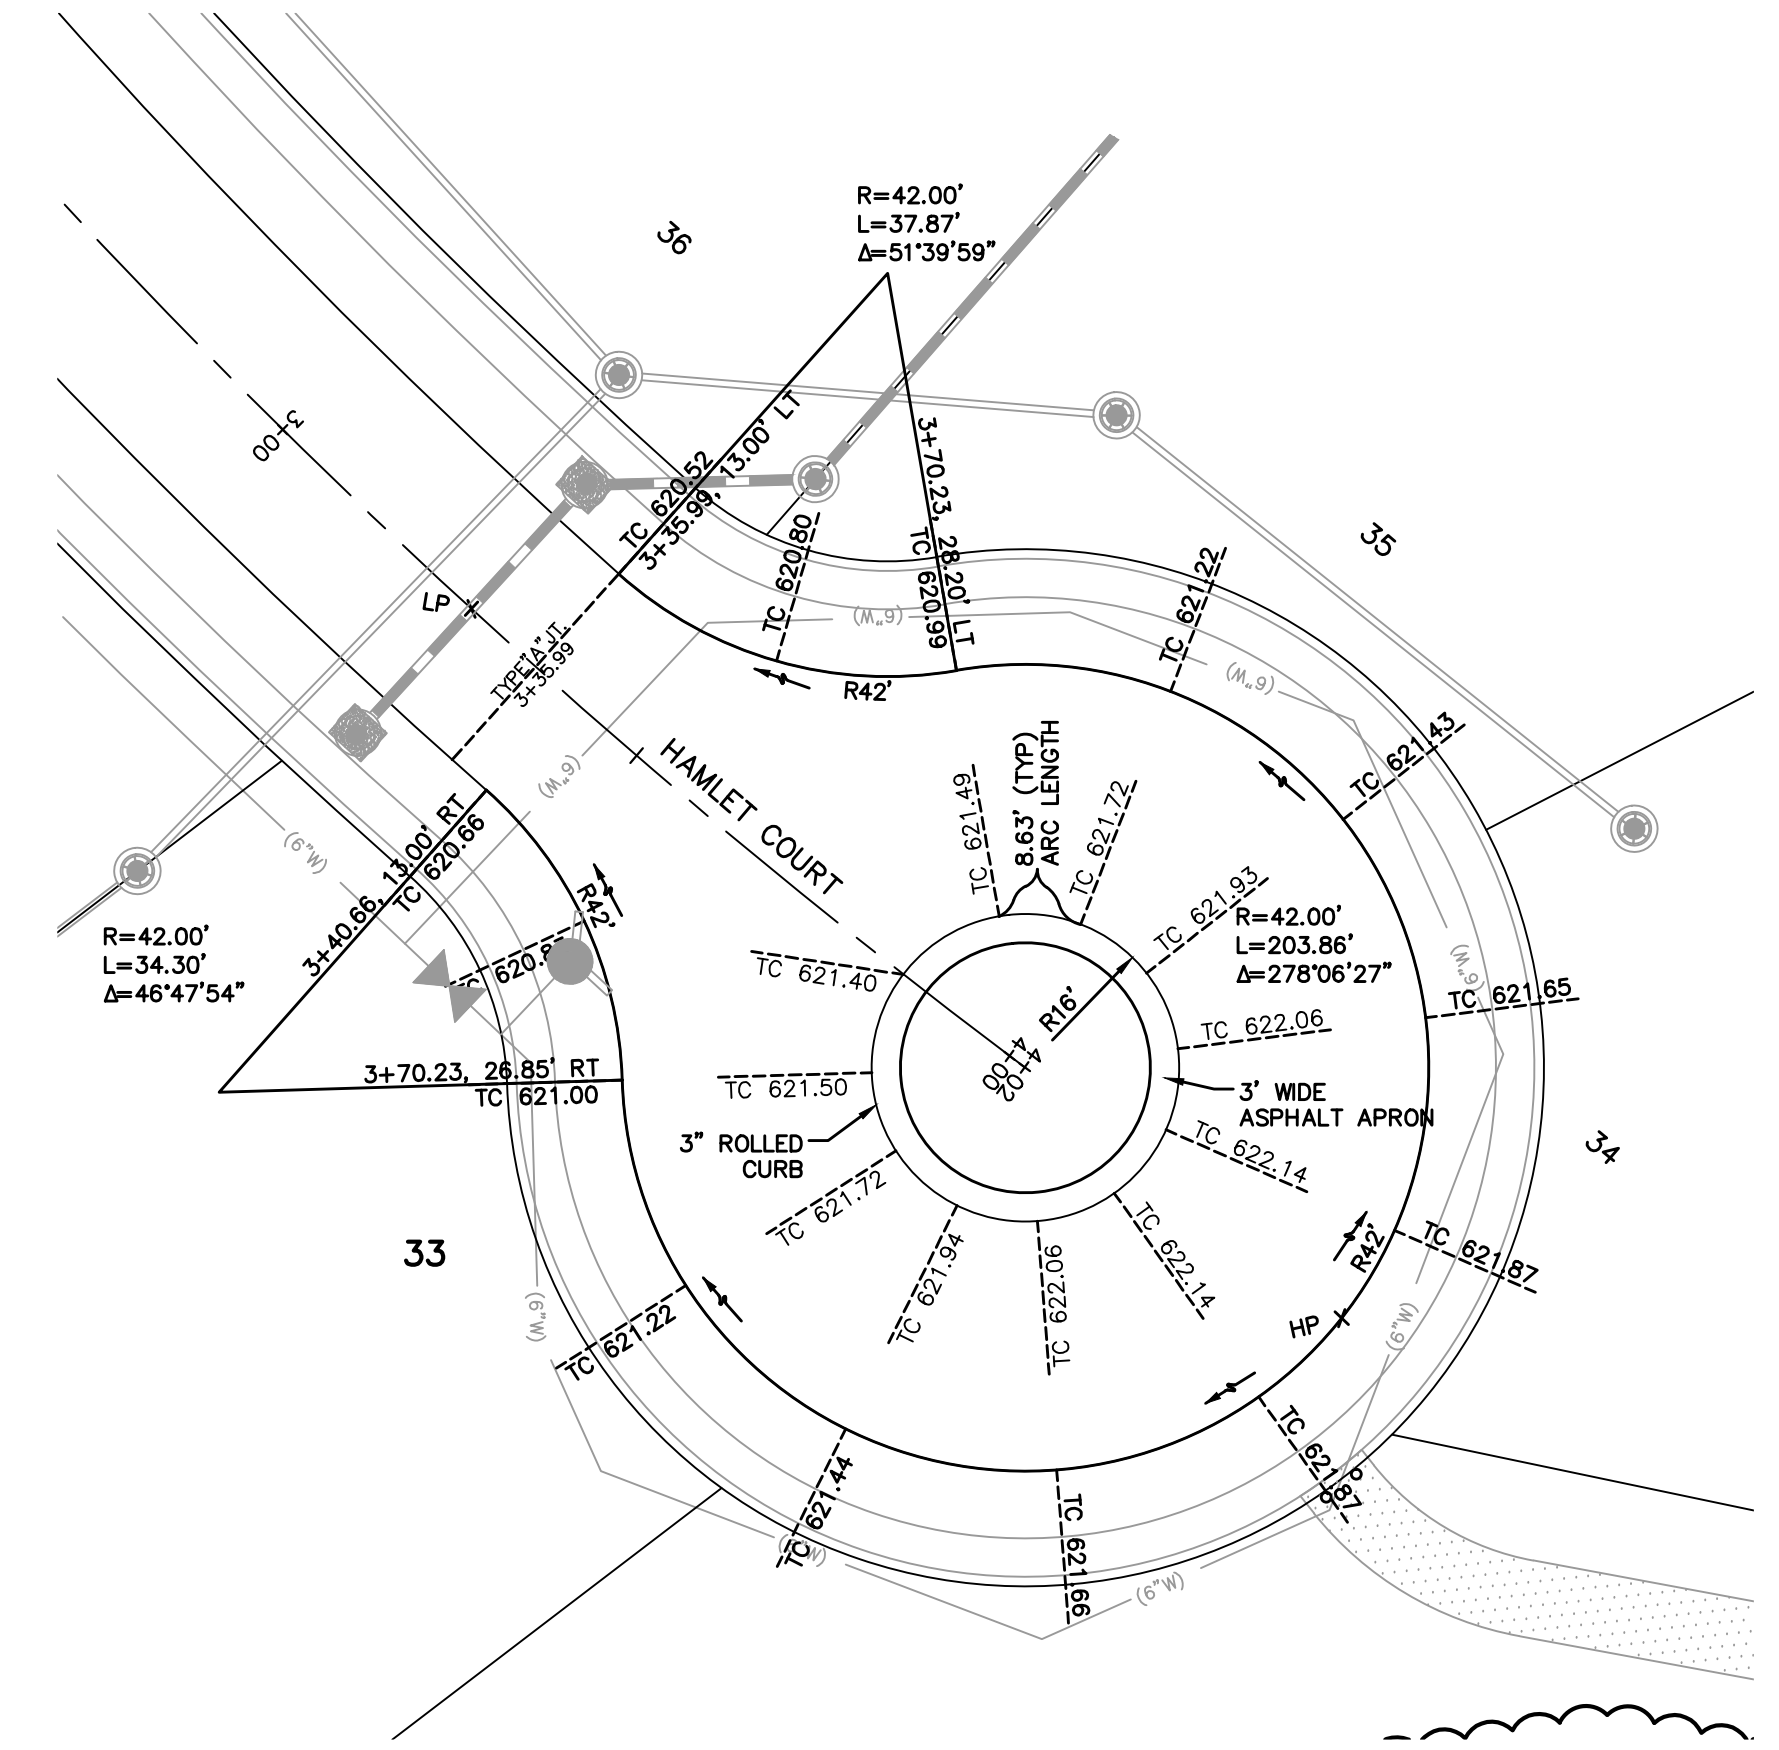 R=42.00'
L=37.87'
Δ=51°39'59"
36
3+00
TC 620.52
3+35.99, 13.00' LT
3+70.23, 28.20' LT
TC 620.99
TC 620.80
35
TC 621.22
LP
TYPE "A" JT.
3+35.99
(6"W)
(6"W)
R42'
TC 621.43
HAMLET COURT
(6"W)
TC 621.49
8.63' (TYP)
ARC LENGTH
TC 621.72
3+40.66, 13.00' RT
TC 620.66
(6"W)
R42'
TC 621.93
R=42.00'
L=203.86'
Δ=278°06'27"
R=42.00'
L=34.30'
Δ=46°47'54"
TC 621.40
(6"W)
TC 621.65
R16'
TC 622.06
4+00
4+02
3+70.23, 26.85' RT
TC 621.00
TC 621.50
3' WIDE
ASPHALT APRON
3" ROLLED
CURB
TC 622.14
34
TC 621.72
33
TC 621.94
TC 622.06
TC 622.14
R42'
TC 621.87
HP
(6"W)
(6"W)
TC 621.22
TC 621.44
TC 621.66
TC 621.87
(6"W)